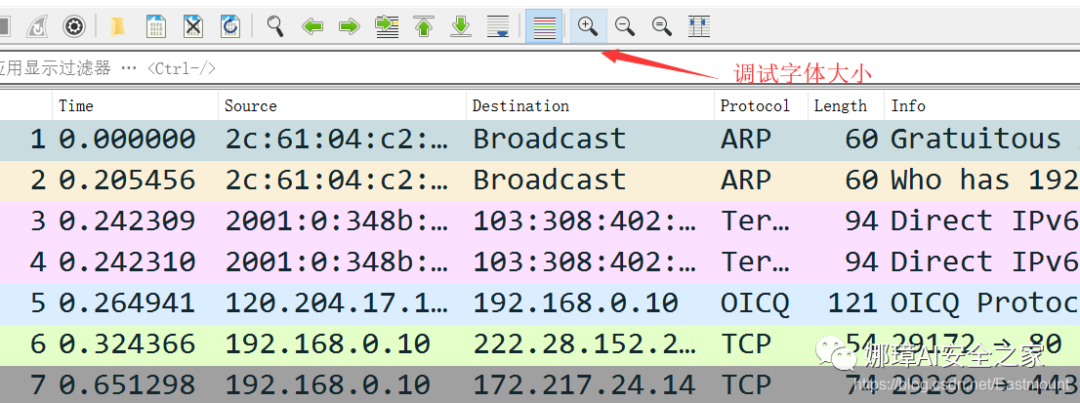 应用显示过滤器 … <Ctrl-/>
调试字体大小
Time Source Destination Protocol Length Info
1 0.000000 2c:61:04:c2:… Broadcast ARP 60 Gratuitous
2 0.205456 2c:61:04:c2:… Broadcast ARP 60 Who has 192
3 0.242309 2001:0:348b:… 103:308:402:… Ter… 94 Direct IPv6
4 0.242310 2001:0:348b:… 103:308:402:… Ter… 94 Direct IPv6
5 0.264941 120.204.17.1… 192.168.0.10 OICQ 121 OICQ Protoc
6 0.324366 192.168.0.10 222.28.152.2… TCP 54 29172 → 80
7 0.651298 192.168.0.10 172.217.24.14 TCP 74 29260 → 443
娜璋AI安全之家
https://blog.csdn.net/Eastmount